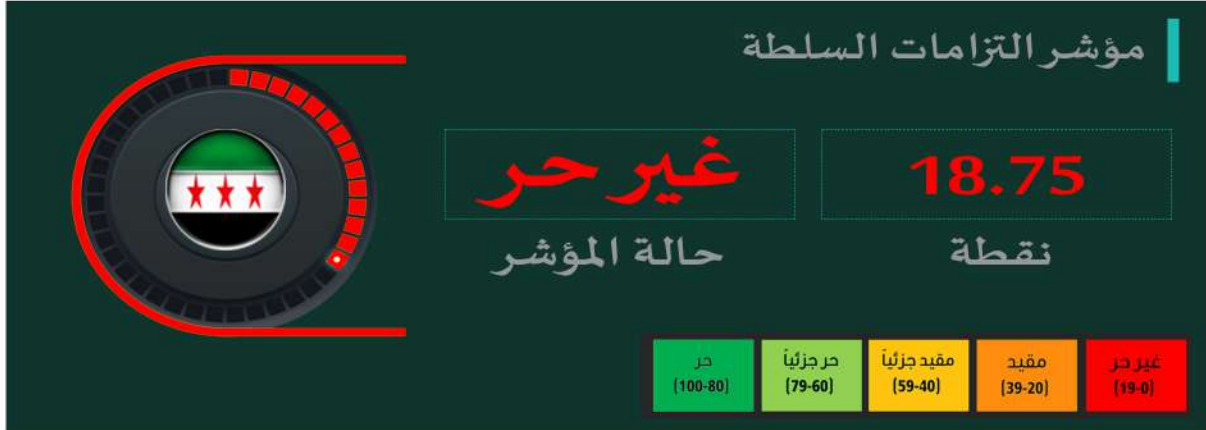 مؤشر التزامات السلطة
18.75
غير حر
نقطة
حالة المؤشر
غير حر
(19-0)
مقيد
(39-20)
مقيد جزئياً
(59-40)
حر جزئياً
(79-60)
حر
(100-80)